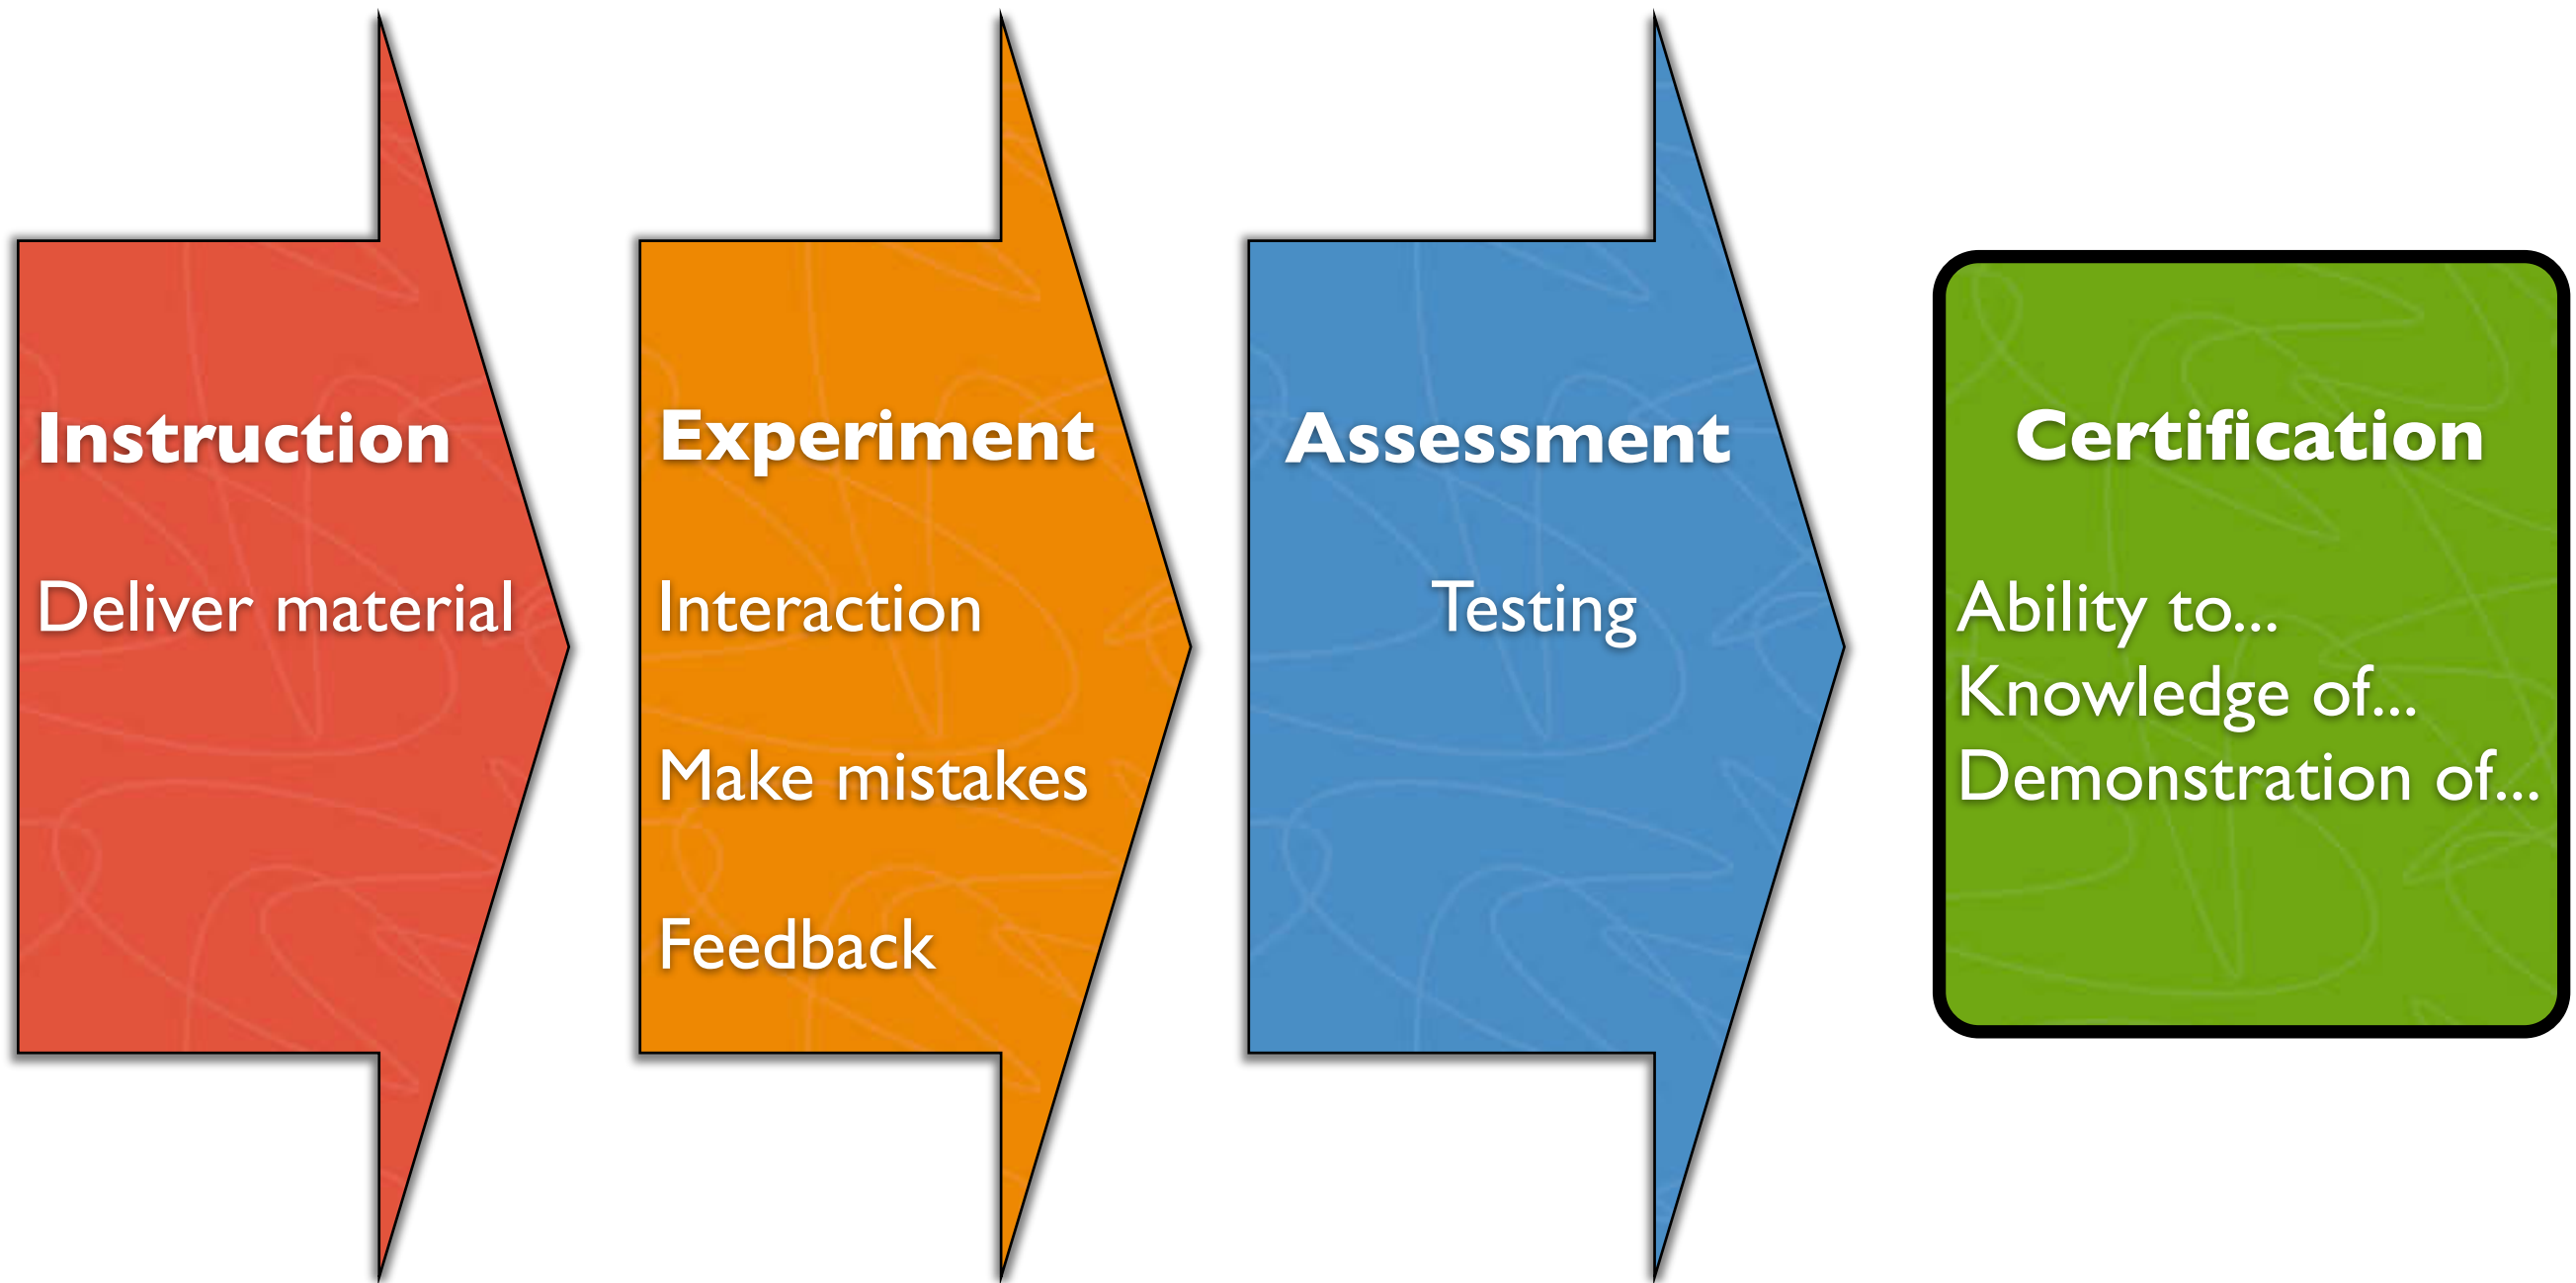 Instruction
Deliver material
Experiment
Interaction
Make mistakes
Feedback
Assessment
Testing
Certification
Ability to...
Knowledge of...
Demonstration of...